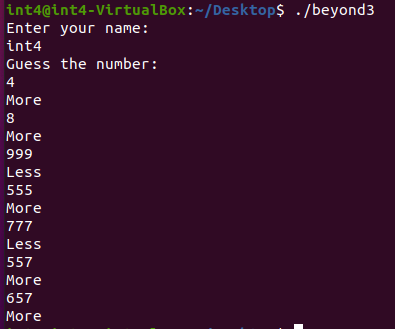 int4@int4-VirtualBox:~/Desktop$ ./beyond3
Enter your name:
int4
Guess the number:
4
More
8
More
999
Less
555
More
777
Less
557
More
657
More